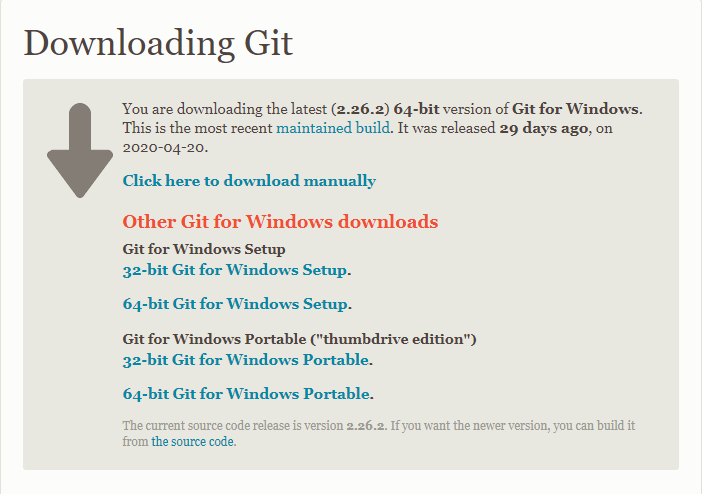 Downloading Git
You are downloading the latest (2.26.2) 64-bit version of Git for Windows.
This is the most recent maintained build. It was released 29 days ago, on
2020-04-20.
Click here to download manually
Other Git for Windows downloads
Git for Windows Setup
32-bit Git for Windows Setup.
64-bit Git for Windows Setup.
Git for Windows Portable ("thumbdrive edition")
32-bit Git for Windows Portable.
64-bit Git for Windows Portable.
The current source code release is version 2.26.2. If you want the newer version, you can build it
from the source code.